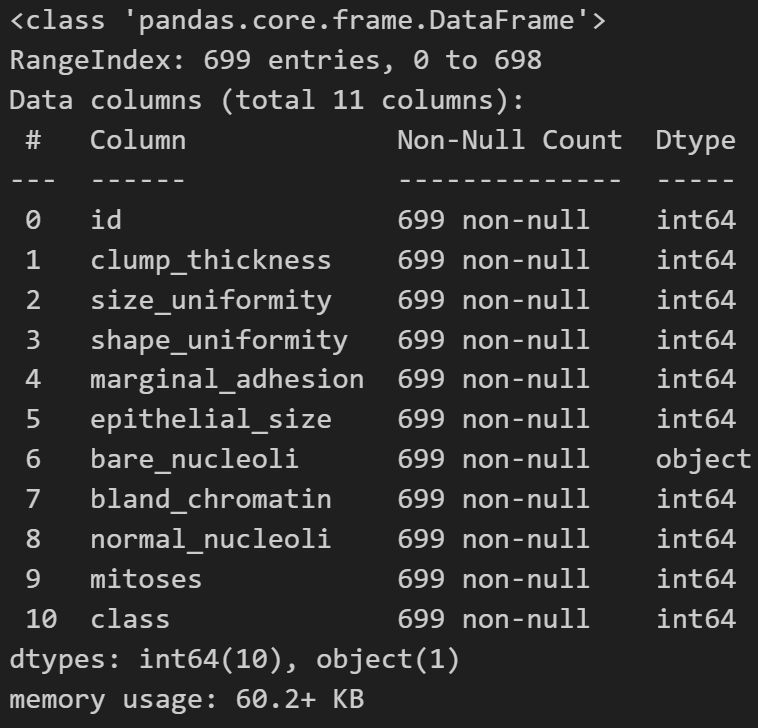 <class 'pandas.core.frame.DataFrame'>
RangeIndex: 699 entries, 0 to 698
Data columns (total 11 columns):
 #   Column             Non-Null Count  Dtype
---  ------             --------------  -----
 0   id                 699 non-null    int64
 1   clump_thickness    699 non-null    int64
 2   size_uniformity    699 non-null    int64
 3   shape_uniformity   699 non-null    int64
 4   marginal_adhesion  699 non-null    int64
 5   epithelial_size    699 non-null    int64
 6   bare_nucleoli      699 non-null    object
 7   bland_chromatin    699 non-null    int64
 8   normal_nucleoli    699 non-null    int64
 9   mitoses            699 non-null    int64
 10  class              699 non-null    int64
dtypes: int64(10), object(1)
memory usage: 60.2+ KB